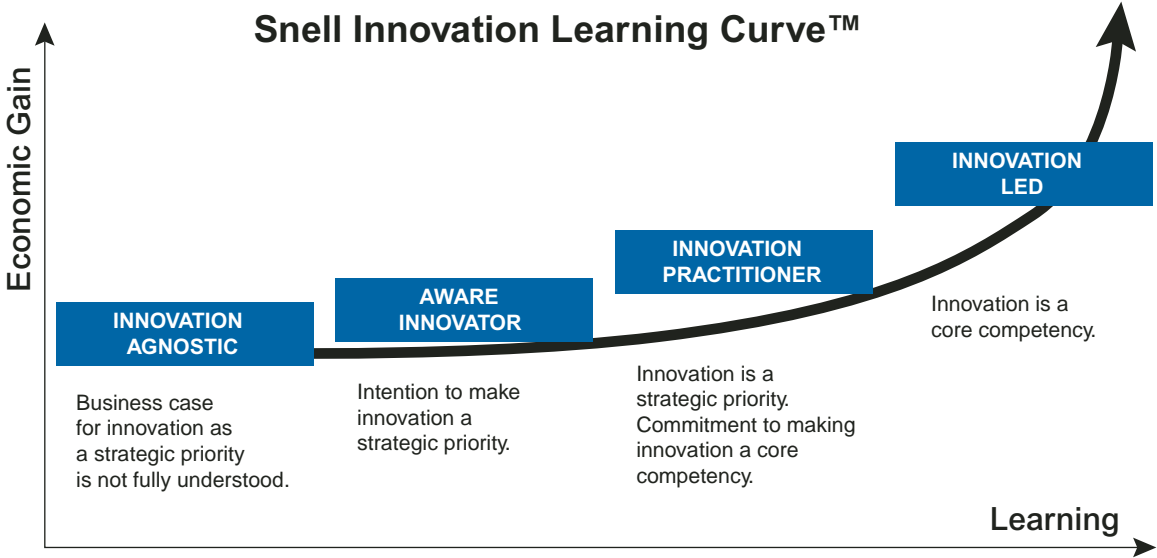 Snell Innovation Learning Curve™
Economic Gain
INNOVATION
AGNOSTIC
Business case
for innovation as
a strategic priority
is not fully understood.
AWARE
INNOVATOR
Intention to make
innovation a
strategic priority.
INNOVATION
PRACTITIONER
Innovation is a
strategic priority.
Commitment to making
innovation a core
competency.
INNOVATION
LED
Innovation is a
core competency.
Learning